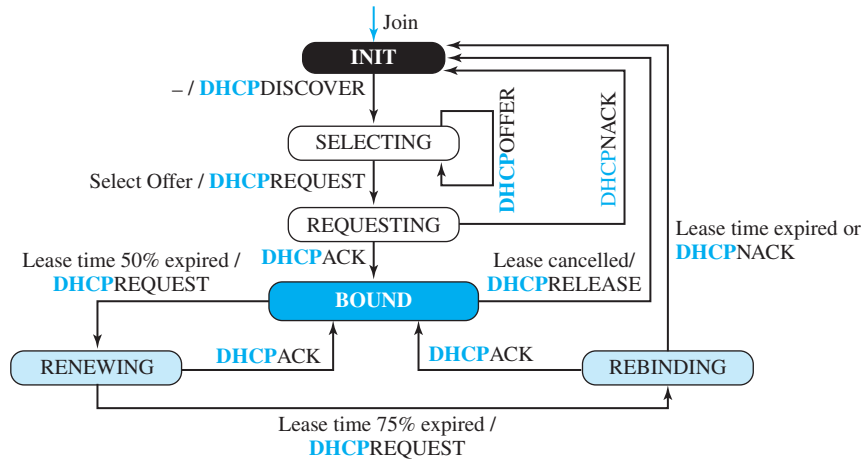 Join
INIT
– / DHCPDISCOVER
SELECTING
DHCPOFFER
DHCPNACK
Select Offer / DHCPREQUEST
REQUESTING
Lease time expired or
DHCPNACK
Lease time 50% expired /
DHCPREQUEST
DHCPACK
Lease cancelled/
DHCPRELEASE
BOUND
RENEWING
DHCPACK
DHCPACK
REBINDING
Lease time 75% expired /
DHCPREQUEST